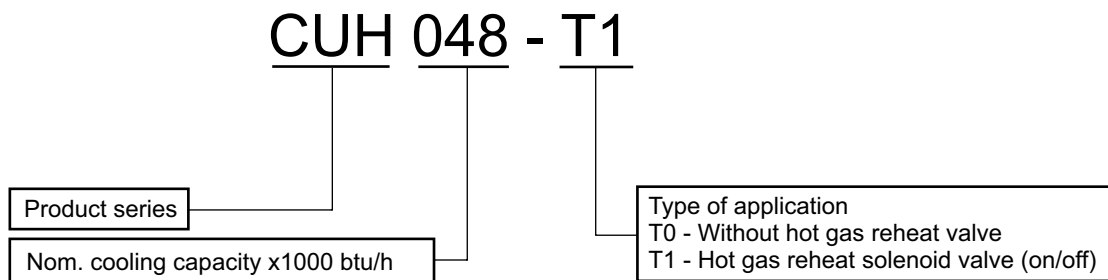 CUH 048 - T1
Product series
Nom. cooling capacity x1000 btu/h
Type of application
T0 - Without hot gas reheat valve
T1 - Hot gas reheat solenoid valve (on/off)